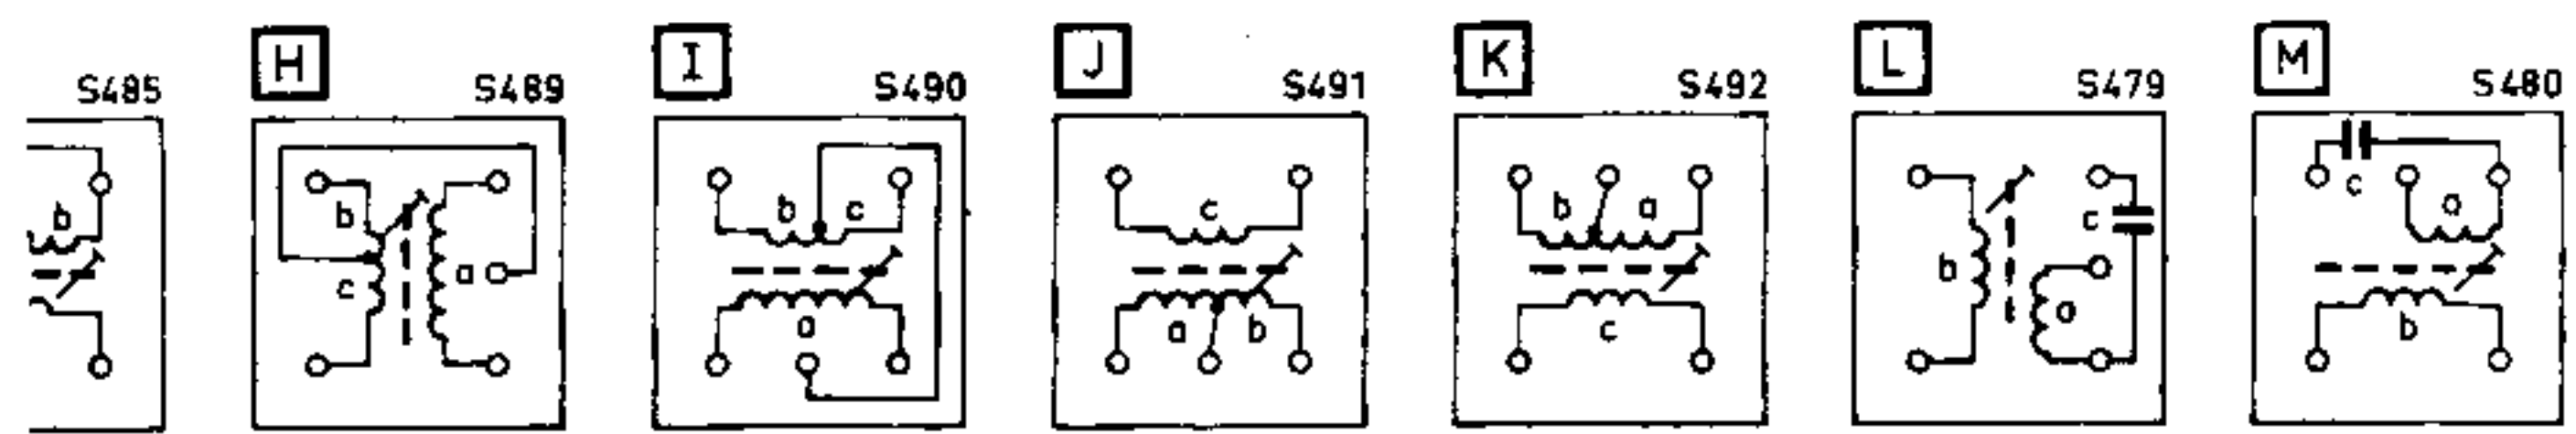 H I J K L M
S485 S489 S490 S491 S492 S479 S480
b
b c a
b c a
c a b
b a c
b c a
c a b